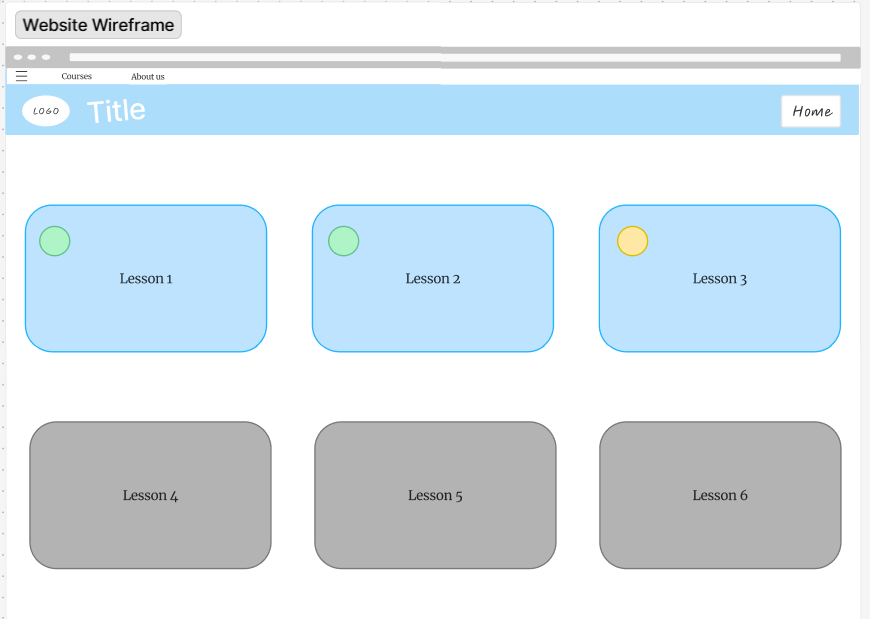 Website Wireframe
Courses About us
LOGO Title Home
Lesson 1 Lesson 2 Lesson 3
Lesson 4 Lesson 5 Lesson 6